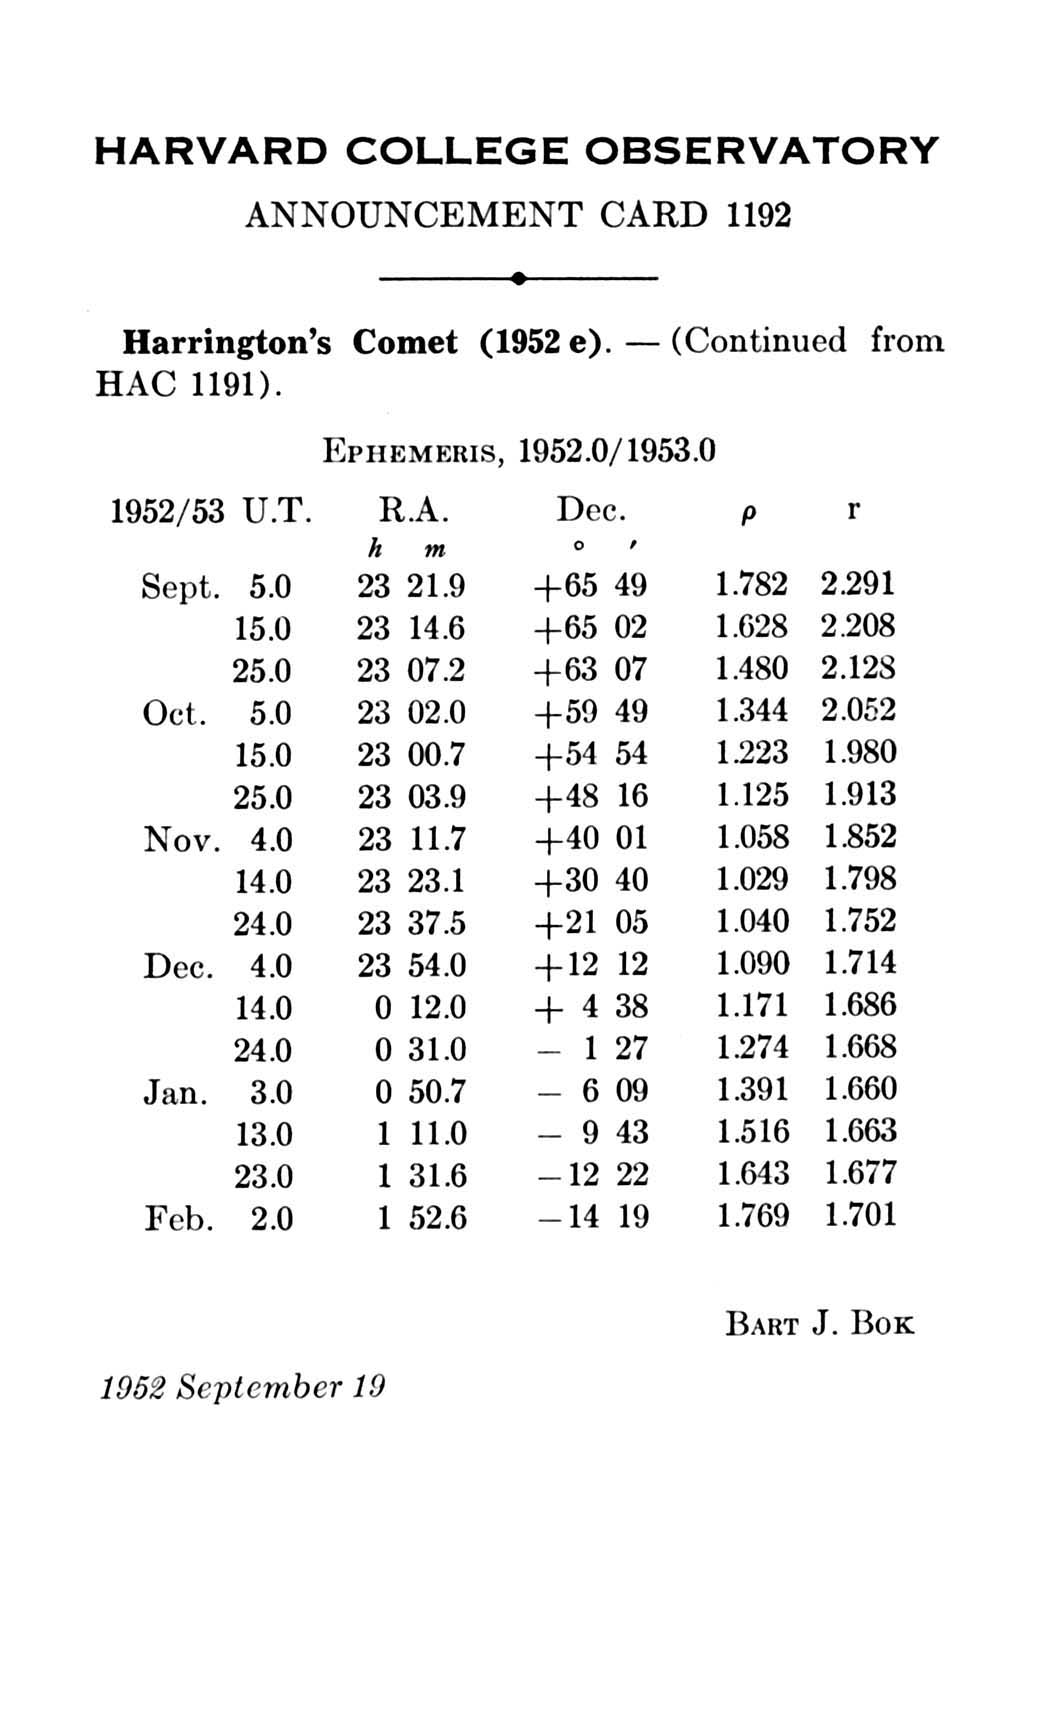 HARVARD COLLEGE OBSERVATORY
ANNOUNCEMENT CARD 1192
Harrington's Comet (1952 e). — (Continued from
HAC 1191).
EPHEMERIS, 1952.0/1953.0
1952/53 U.T. R.A. Dec. ρ r
h m ° ′
Sept. 5.0 23 21.9 +65 49 1.782 2.291
15.0 23 14.6 +65 02 1.628 2.208
25.0 23 07.2 +63 07 1.480 2.128
Oct. 5.0 23 02.0 +59 49 1.344 2.052
15.0 23 00.7 +54 54 1.223 1.980
25.0 23 03.9 +48 16 1.125 1.913
Nov. 4.0 23 11.7 +40 01 1.058 1.852
14.0 23 23.1 +30 40 1.029 1.798
24.0 23 37.5 +21 05 1.040 1.752
Dec. 4.0 23 54.0 +12 12 1.090 1.714
14.0 0 12.0 + 4 38 1.171 1.686
24.0 0 31.0 − 1 27 1.274 1.668
Jan. 3.0 0 50.7 − 6 09 1.391 1.660
13.0 1 11.0 − 9 43 1.516 1.663
23.0 1 31.6 −12 22 1.643 1.677
Feb. 2.0 1 52.6 −14 19 1.769 1.701
BART J. BOK
1952 September 19